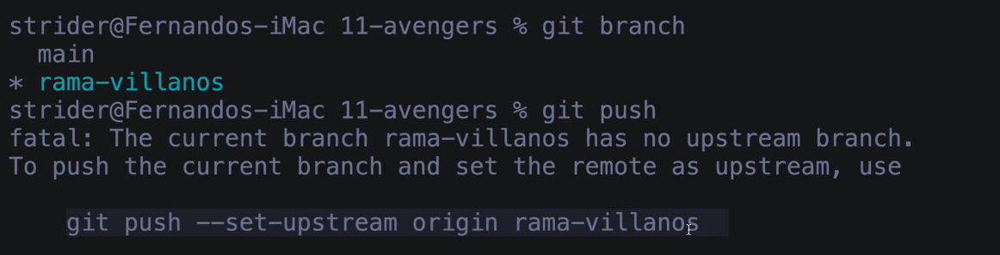 strider@Fernandos-iMac 11-avengers % git branch
main
* rama-villanos
strider@Fernandos-iMac 11-avengers % git push
fatal: The current branch rama-villanos has no upstream branch.
To push the current branch and set the remote as upstream, use
git push --set-upstream origin rama-villanos